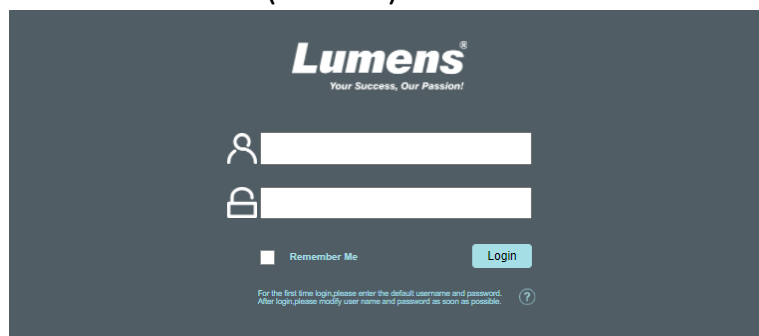 Lumens®
Your Success, Our Passion!
Remember Me
Login
For the first time login,please enter the default username and password.
After login,please modify user name and password as soon as possible.
?